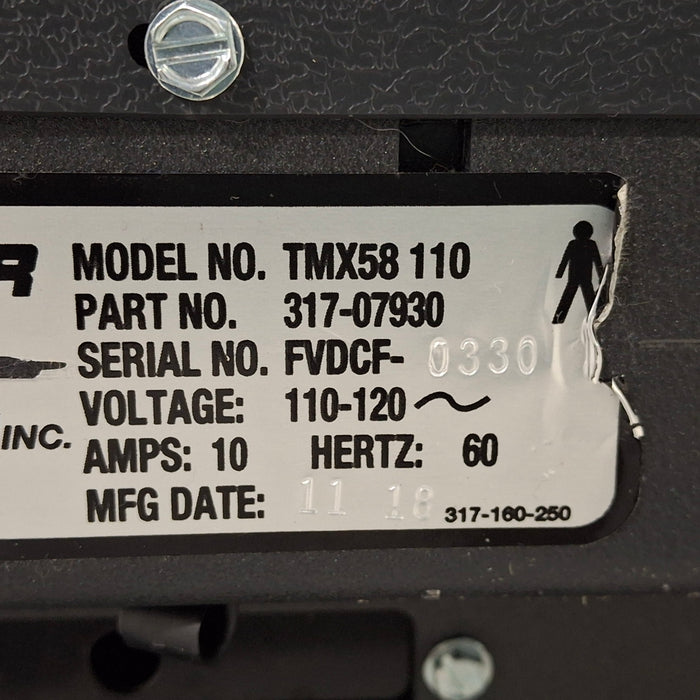 R
MODEL NO. TMX58 110
PART NO. 317-07930
SERIAL NO. FVDCF- 0330
VOLTAGE: 110-120 ~
INC.
AMPS: 10 HERTZ: 60
MFG DATE: 11 18
317-160-250